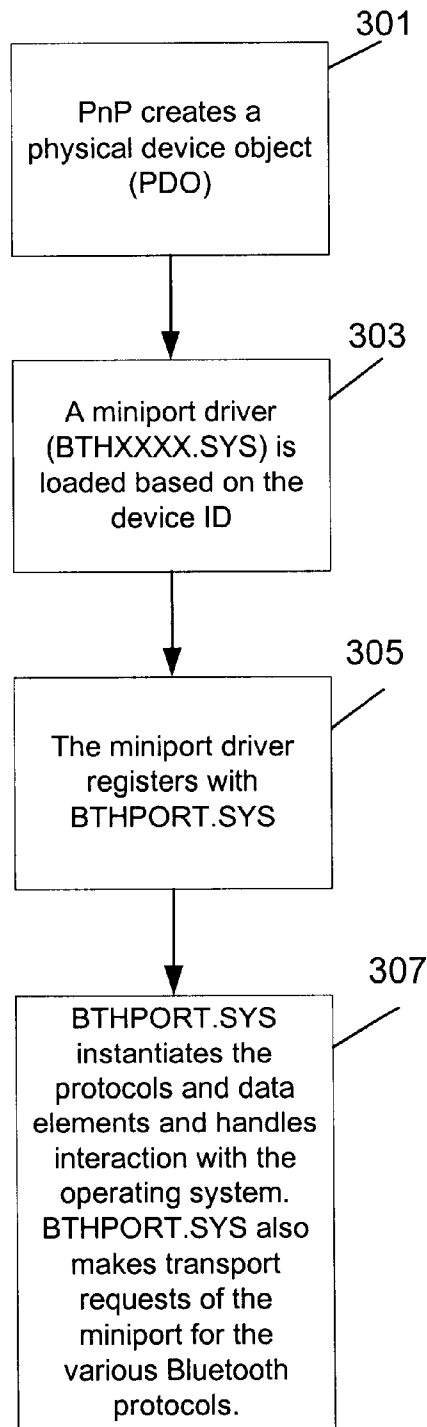 301
PnP creates a
physical device object
(PDO)
303
A miniport driver
(BTHXXXX.SYS) is
loaded based on the
device ID
305
The miniport driver
registers with
BTHPORT.SYS
307
BTHPORT.SYS
instantiates the
protocols and data
elements and handles
interaction with the
operating system.
BTHPORT.SYS also
makes transport
requests of the
miniport for the
various Bluetooth
protocols.